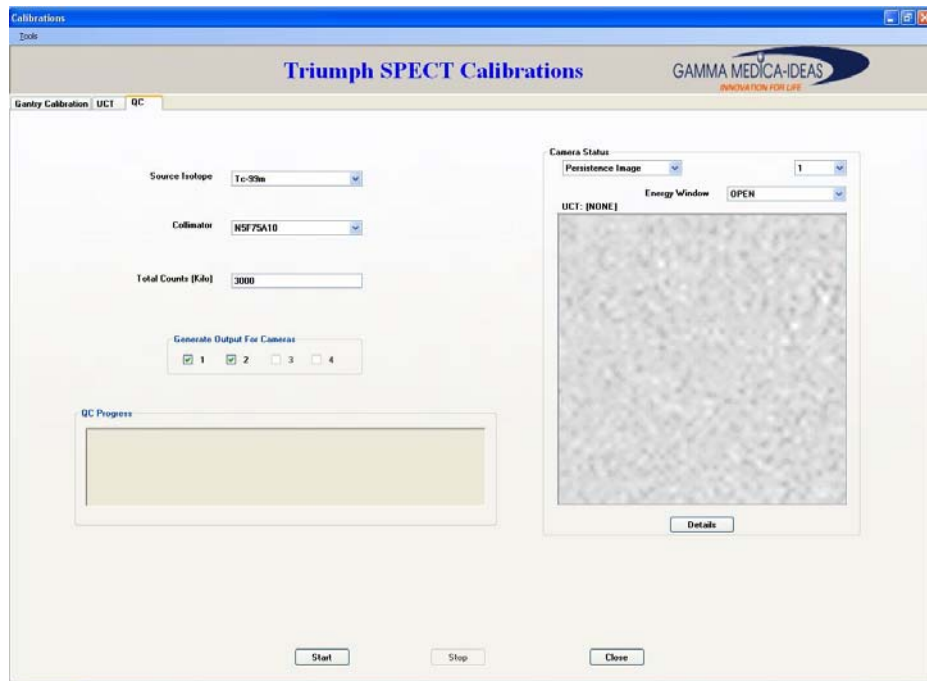 Calibrations
Tools
Triumph SPECT Calibrations
GAMMA MEDICA-IDEAS
INNOVATION FOR LIFE
Gantry Calibration UCT QC
Source Isotope Tc-99m
Collimator N5F75A10
Total Counts (Kilo) 3000
Generate Output For Cameras
1 2 3 4
QC Progress
Camera Status
Persistence Image 1
Energy Window OPEN
UCT: [NONE]
Details
Start Stop Close